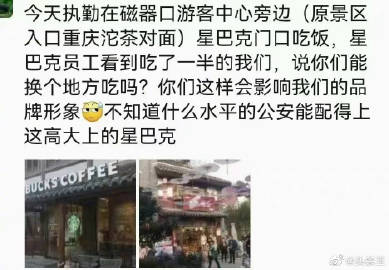 今天执勤在磁器口游客中心旁边（原景区
入口重庆沱茶对面）星巴克门口吃饭，星
巴克员工看到吃了一半的我们，说你们能
换个地方吃吗？你们这样会影响我们的品
牌形象 不知道什么水平的公安能配得上
这高大上的星巴克
BUCKS COFFEE